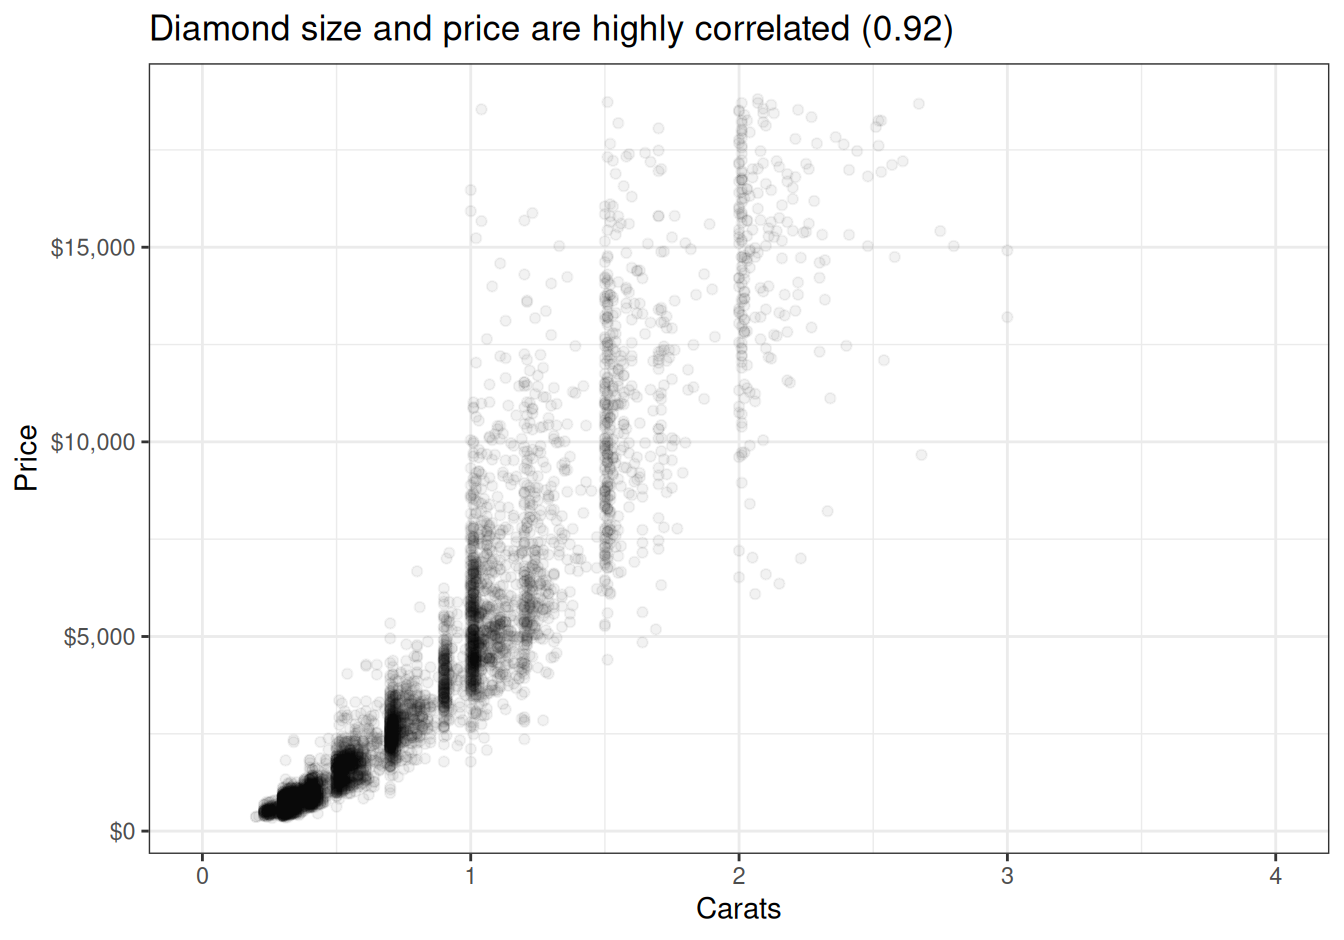 Diamond size and price are highly correlated (0.92)
Price
$15,000
$10,000
$5,000
$0
0 1 2 3 4
Carats